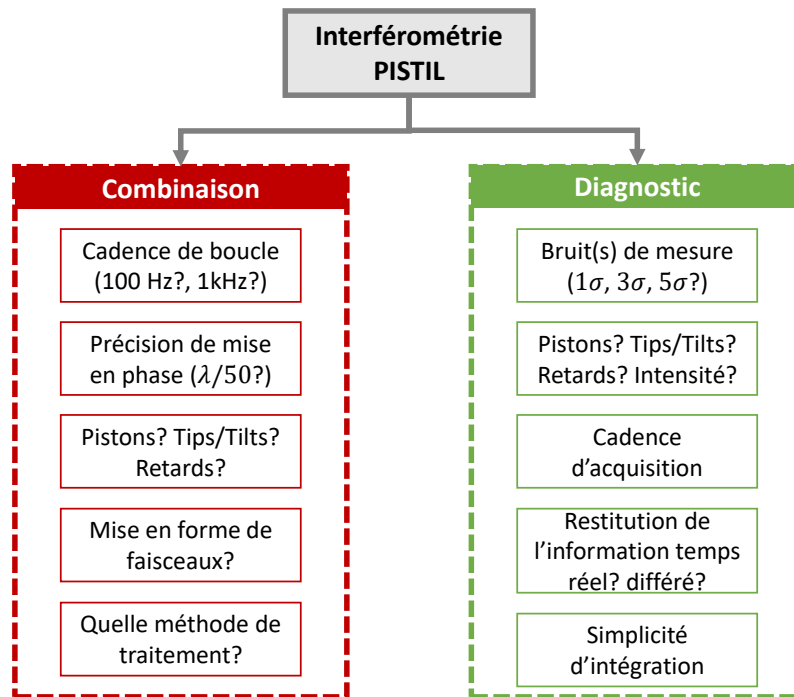 Interférométrie
PISTIL
Combinaison
Cadence de boucle
(100 Hz?, 1kHz?)
Précision de mise
en phase (λ/50?)
Pistons? Tips/Tilts?
Retards?
Mise en forme de
faisceaux?
Quelle méthode de
traitement?
Diagnostic
Bruit(s) de mesure
(1σ, 3σ, 5σ?)
Pistons? Tips/Tilts?
Retards? Intensité?
Cadence
d’acquisition
Restitution de
l’information temps
réel? différé?
Simplicité
d’intégration